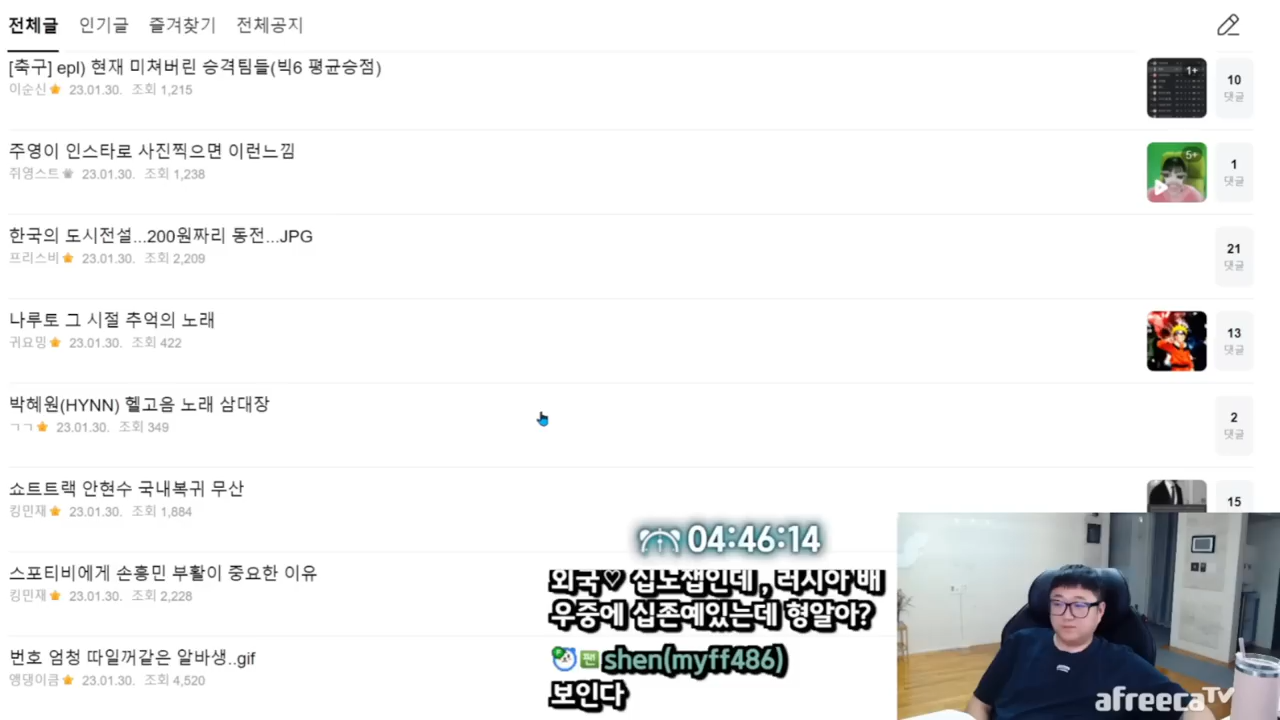 전체글 인기글 즐겨찾기 전체공지
[축구] epl) 현재 미쳐버린 승격팀들(빅6 평균승점)
이순신 23.01.30. 조회 1,215
1+
10
댓글
주영이 인스타로 사진찍으면 이런느낌
쥐영스트 23.01.30. 조회 1,238
5+
1
댓글
한국의 도시전설...200원짜리 동전...JPG
프리스비 23.01.30. 조회 2,209
21
댓글
나루토 그 시절 추억의 노래
귀요밍 23.01.30. 조회 422
13
댓글
박혜원(HYNN) 헬고음 노래 삼대장
ㄱㄱ 23.01.30. 조회 349
2
댓글
쇼트트랙 안현수 국내복귀 무산
킹민재 23.01.30. 조회 1,884
15
스포티비에게 손흥민 부활이 중요한 이유
킹민재 23.01.30. 조회 2,228
번호 엄청 따일꺼같은 알바생..gif
앵댕이큼 23.01.30. 조회 4,520
04:46:14
외국♡ 십노잼인데, 러시아 배
우중에 십존예있는데 형알아?
팬 shen(myff486)
보인다
afreecaTV